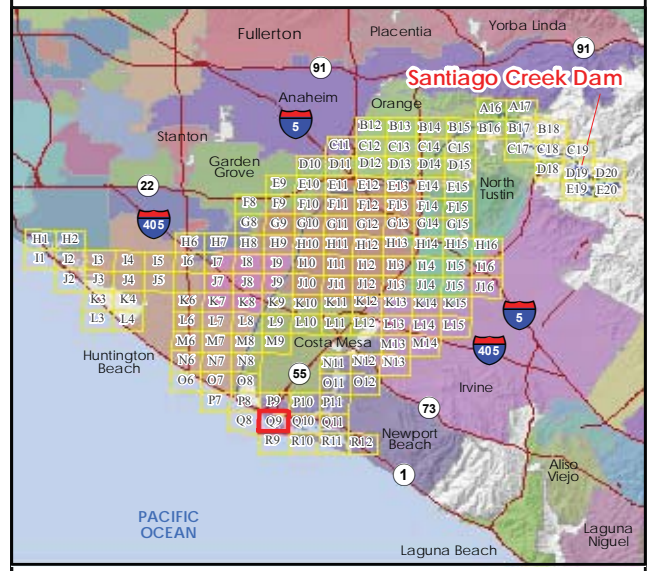 Yorba Linda
Fullerton
Placentia
91
91
Santiago Creek Dam
Anaheim
Orange
A16 A17
5
B12 B13 B14 B15 B16 B17 B18
Stanton
C11 C12 C13 C14 C15 C17 C18 C19
Garden
Grove
D10 D11 D12 D13 D14 D15 D18 D19 D20
22
E9 E10 E11 E12 E13 E14 E15 E19 E20
North
Tustin
F8 F9 F10 F11 F12 F13 F14 F15
405
G8 G9 G10 G11 G12 G13 G14 G15
H1 H2 H6 H7 H8 H9 H10 H11 H12 H13 H14 H15 H16
I1 I2 I3 I4 I5 I6 I7 I8 I9 I10 I11 I12 I13 I14 I15 I16
J2 J3 J4 J5 J7 J8 J9 J10 J11 J12 J13 J14 J15 J16
K3 K4 K6 K7 K8 K9 K10 K11 K12 K13 K14 K15
L3 L4 L6 L7 L8 L9 L10 L11 L12 L13 L14 L15
5
M6 M7 M8 M9 Costa Mesa M13 M14
405
Huntington
Beach
N6 N7 N8 N11 N12 N13
55
O6 O7 O8 O11 O12
Irvine
P7 P8 P9 P10 P11
73
Q8 Q9 Q10 Q11
R9 R10 R11 R12
Newport
Beach
1
Aliso
Viejo
PACIFIC
OCEAN
Laguna
Niguel
Laguna Beach